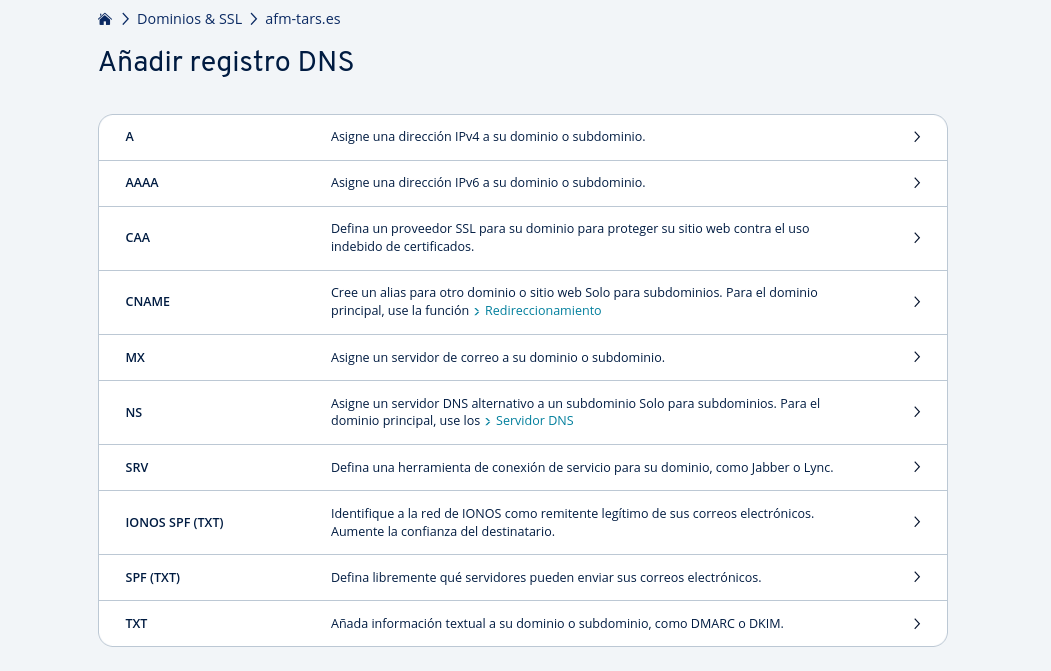 Dominios & SSL > afm-tars.es
Añadir registro DNS
A Asigne una dirección IPv4 a su dominio o subdominio.
AAAA Asigne una dirección IPv6 a su dominio o subdominio.
CAA Defina un proveedor SSL para su dominio para proteger su sitio web contra el uso
indebido de certificados.
CNAME Cree un alias para otro dominio o sitio web Solo para subdominios. Para el dominio
principal, use la función > Redireccionamiento
MX Asigne un servidor de correo a su dominio o subdominio.
NS Asigne un servidor DNS alternativo a un subdominio Solo para subdominios. Para el
dominio principal, use los > Servidor DNS
SRV Defina una herramienta de conexión de servicio para su dominio, como Jabber o Lync.
IONOS SPF (TXT) Identifique a la red de IONOS como remitente legítimo de sus correos electrónicos.
Aumente la confianza del destinatario.
SPF (TXT) Defina libremente qué servidores pueden enviar sus correos electrónicos.
TXT Añada información textual a su dominio o subdominio, como DMARC o DKIM.